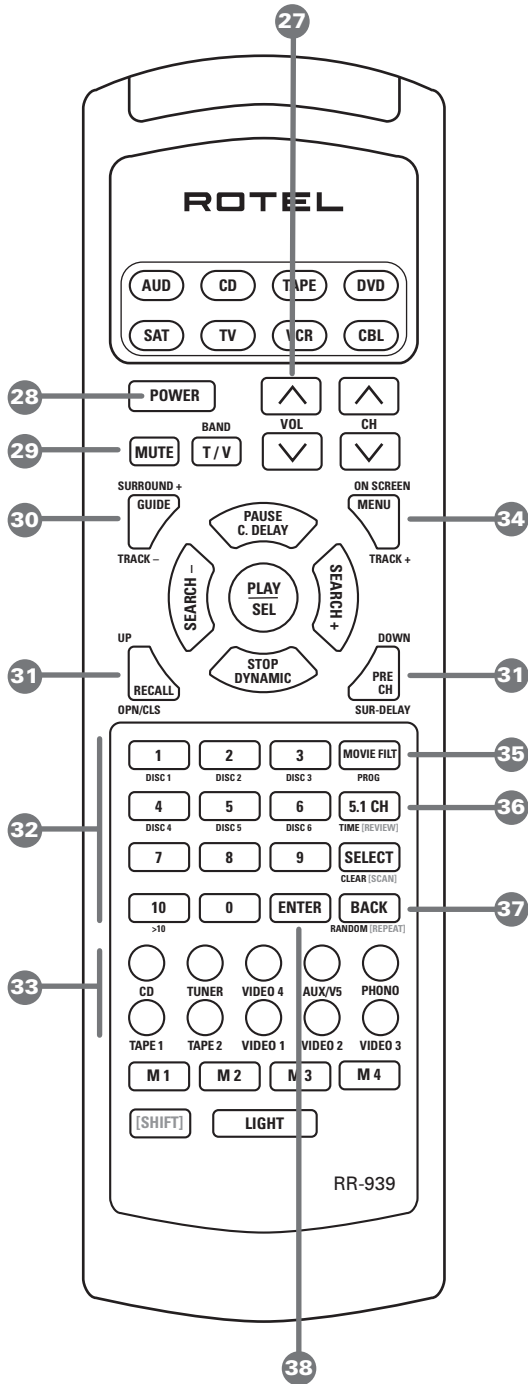 27
ROTEL
AUD CD TAPE DVD
SAT TV VCR CBL
28 POWER
BAND VOL CH
29 MUTE T / V
SURROUND + ON SCREEN
30 GUIDE PAUSE MENU 34
C. DELAY
TRACK – TRACK +
SEARCH – PLAY SEARCH +
SEL
UP DOWN
STOP
DYNAMIC
31 RECALL PRE CH 31
OPN/CLS SUR-DELAY
1 2 3 MOVIE FILT 35
DISC 1 DISC 2 DISC 3 PROG
4 5 6 5.1 CH 36
DISC 4 DISC 5 DISC 6 TIME [REVIEW]
32
7 8 9 SELECT
CLEAR [SCAN]
10 0 ENTER BACK 37
>10 RANDOM [REPEAT]
33
CD TUNER VIDEO 4 AUX/V5 PHONO
TAPE 1 TAPE 2 VIDEO 1 VIDEO 2 VIDEO 3
M 1 M 2 M 3 M 4
[SHIFT] LIGHT
RR-939
38